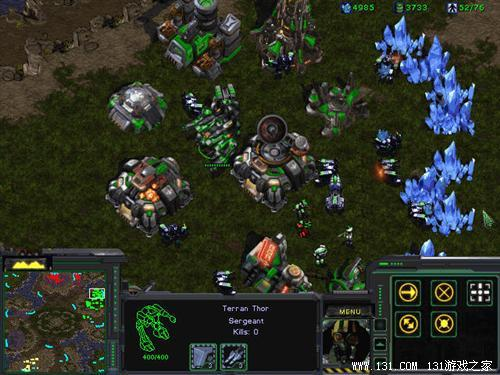 4985 3733 52/76
Terran Thor
Sergeant
Kills: 0
400/400
MENU
www.131.com 131游戏之家